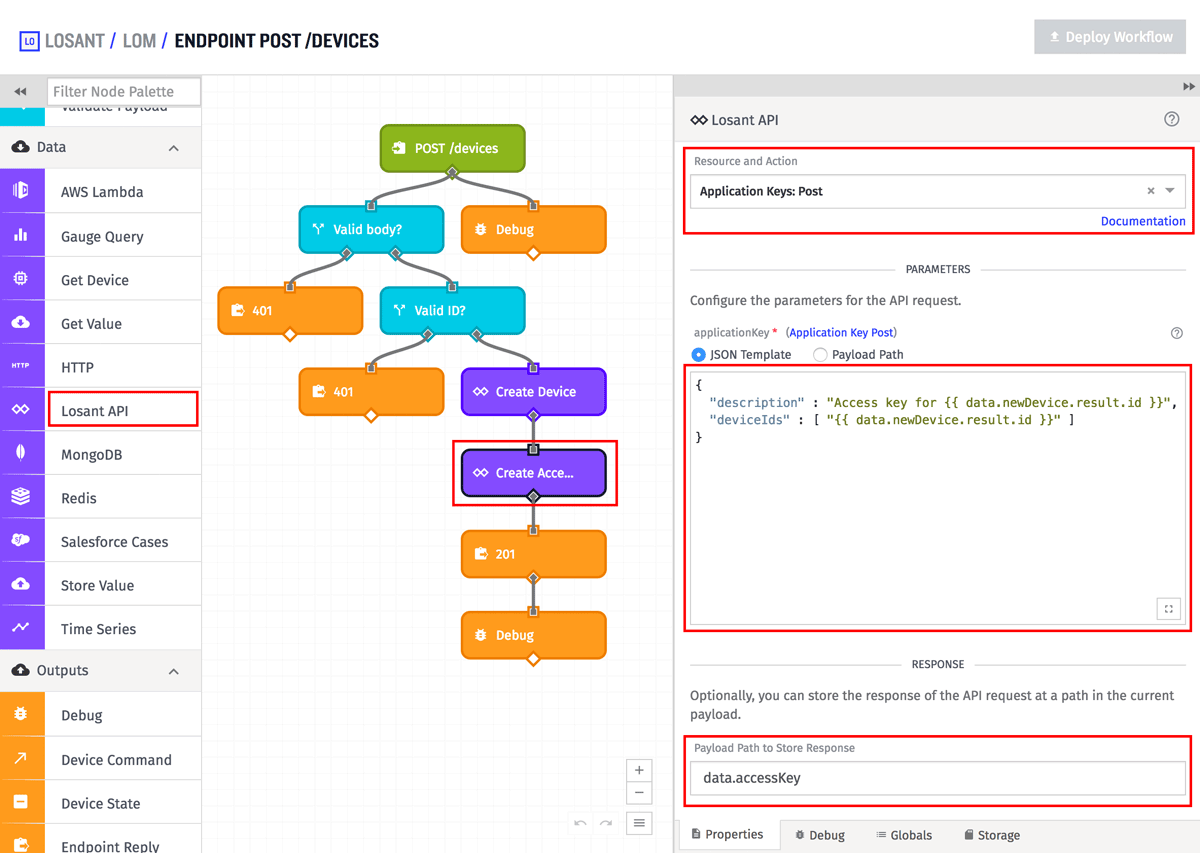 LO LOSANT / LOM / ENDPOINT POST /DEVICES
Deploy Workflow
Filter Node Palette
Validate Payload
Data
AWS Lambda
Gauge Query
Get Device
Get Value
HTTP HTTP
Losant API
MongoDB
Redis
Salesforce Cases
Store Value
Time Series
Outputs
Debug
Device Command
Device State
Endpoint Reply
POST /devices
Valid body?
Debug
401
Valid ID?
401
Create Device
Create Acce...
201
Debug
Losant API
Resource and Action
Application Keys: Post
Documentation
PARAMETERS
Configure the parameters for the API request.
applicationKey * (Application Key Post)
JSON Template Payload Path
{
"description" : "Access key for {{ data.newDevice.result.id }}",
"deviceIds" : [ "{{ data.newDevice.result.id }}" ]
}
RESPONSE
Optionally, you can store the response of the API request at a path in the current
payload.
Payload Path to Store Response
data.accessKey
Properties Debug Globals Storage